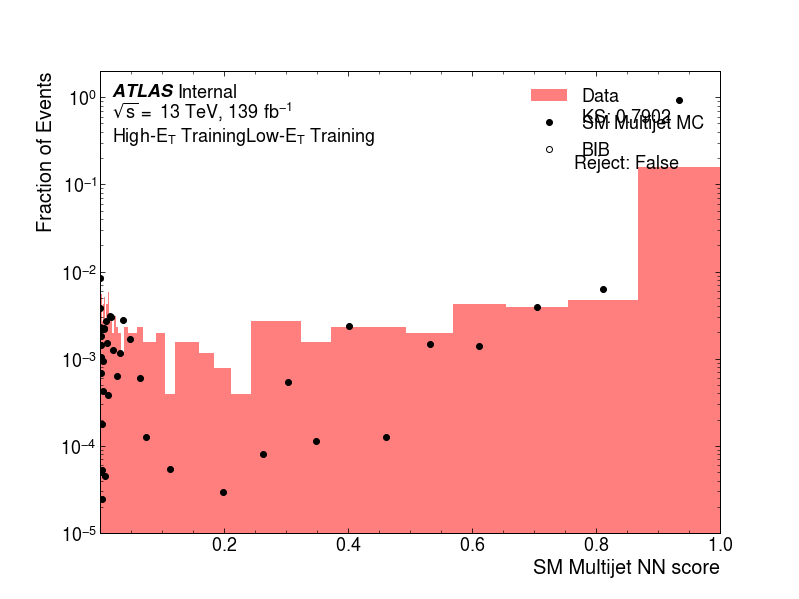 ATLAS Internal
√s = 13 TeV, 139 fb⁻¹
High-E_T TrainingLow-E_T Training
Data
KS: 0.7902
SM Multijet MC
BIB
Reject: False
Fraction of Events
10⁰
10⁻¹
10⁻²
10⁻³
10⁻⁴
10⁻⁵
0.2 0.4 0.6 0.8 1.0
SM Multijet NN score